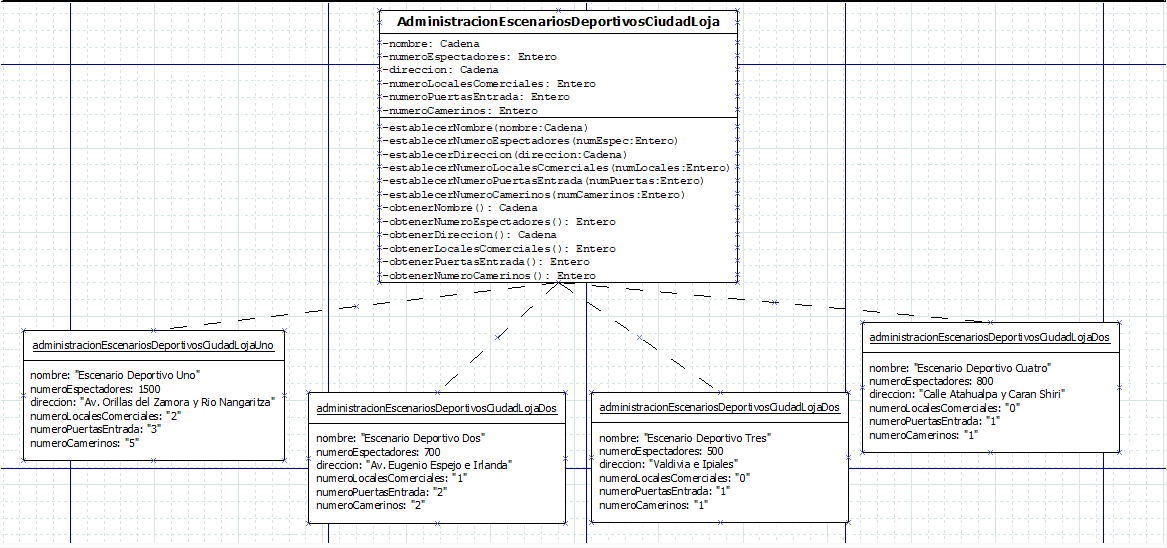 AdministracionEscenariosDeportivosCiudadLoja
-nombre: Cadena
-numeroEspectadores: Entero
-direccion: Cadena
-numeroLocalesComerciales: Entero
-numeroPuertasEntrada: Entero
-numeroCamerinos: Entero
-establecerNombre(nombre:Cadena)
-establecerNumeroEspectadores(numEspec:Entero)
-establecerDireccion(direccion:Cadena)
-establecerNumeroLocalesComerciales(numLocales:Entero)
-establecerNumeroPuertasEntrada(numPuertas:Entero)
-establecerNumeroCamerinos(numCamerinos:Entero)
-obtenerNombre(): Cadena
-obtenerNumeroEspectadores(): Entero
-obtenerDireccion(): Cadena
-obtenerLocalesComerciales(): Entero
-obtenerPuertasEntrada(): Entero
-obtenerNumeroCamerinos(): Entero
administracionEscenariosDeportivosCiudadLojaUno
nombre: "Escenario Deportivo Uno"
numeroEspectadores: 1500
direccion: "Av. Orillas del Zamora y Rio Nangaritza"
numeroLocalesComerciales: "2"
numeroPuertasEntrada: "3"
numeroCamerinos: "5"
administracionEscenariosDeportivosCiudadLojaDos
nombre: "Escenario Deportivo Dos"
numeroEspectadores: 700
direccion: "Av. Eugenio Espejo e Irlanda"
numeroLocalesComerciales: "1"
numeroPuertasEntrada: "2"
numeroCamerinos: "2"
administracionEscenariosDeportivosCiudadLojaDos
nombre: "Escenario Deportivo Tres"
numeroEspectadores: 500
direccion: "Valdivia e Ipiales"
numeroLocalesComerciales: "0"
numeroPuertasEntrada: "1"
numeroCamerinos: "1"
administracionEscenariosDeportivosCiudadLojaDos
nombre: "Escenario Deportivo Cuatro"
numeroEspectadores: 800
direccion: "Calle Atahualpa y Caran Shiri"
numeroLocalesComerciales: "0"
numeroPuertasEntrada: "1"
numeroCamerinos: "1"